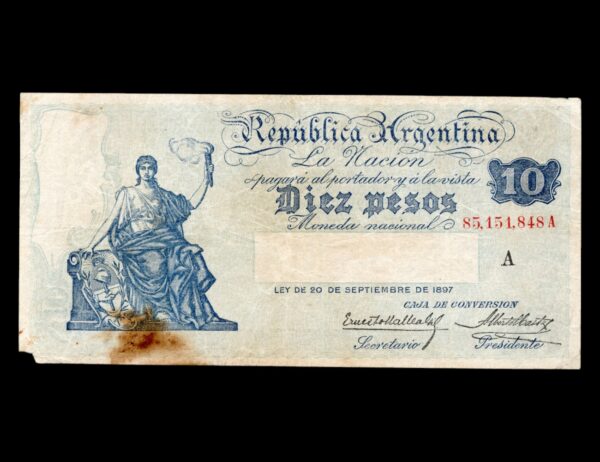 República Argentina
La Nación
pagará al portador y á la vista
Diez pesos
10
Moneda nacional
85,151,848 A
A
LEY DE 20 DE SEPTIEMBRE DE 1897
CAJA DE CONVERSION
Secretario
Presidente